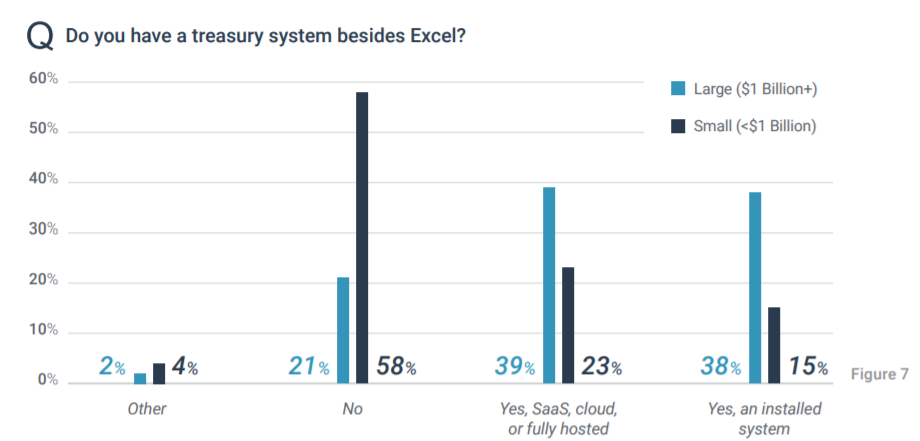 Q Do you have a treasury system besides Excel?
60%
50%
40%
30%
20%
10%
0%
Large ($1 Billion+)
Small (<$1 Billion)
2% 4% 21% 58% 39% 23% 38% 15%
Other No Yes, SaaS, cloud, Yes, an installed
or fully hosted system
Figure 7